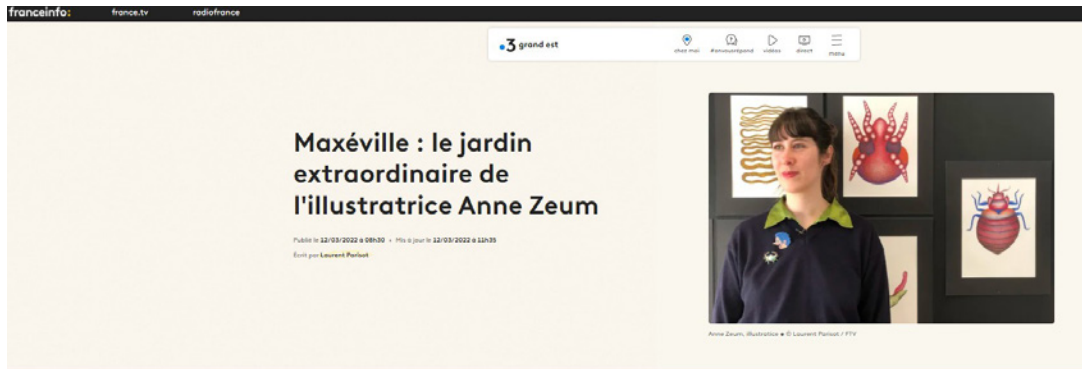 franceinfo: france.tv radiofrance
3 grand est
chez moi #onvousrépond vidéos direct menu
Maxéville : le jardin
extraordinaire de
l'illustratrice Anne Zeum
Publié le 12/03/2022 à 08h30 • Mis à jour le 12/03/2022 à 11h35
Écrit par Laurent Parisot
Anne Zeum, illustratice • © Laurent Parisot / FTV